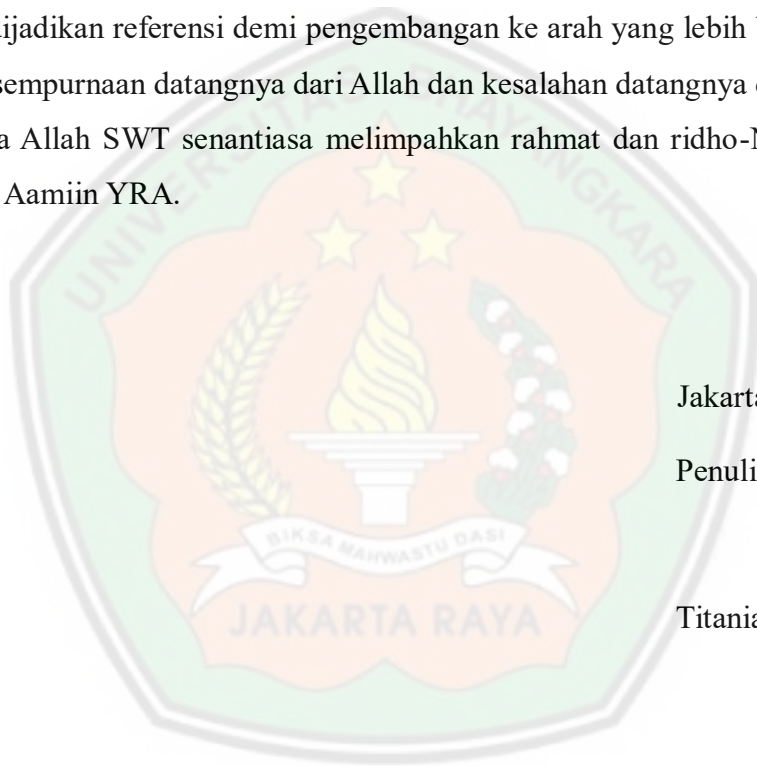 dijadikan referensi demi pengembangan ke arah yang lebih
sempurnaan datangnya dari Allah dan kesalahan datangnya
a Allah SWT senantiasa melimpahkan rahmat dan ridho-N
Aamiin YRA.
UNIVERSITAS BHAYANGKARA
Jakarta
Penuli
BIKSA MAHWASTU DASI
JAKARTA RAYA
Titania